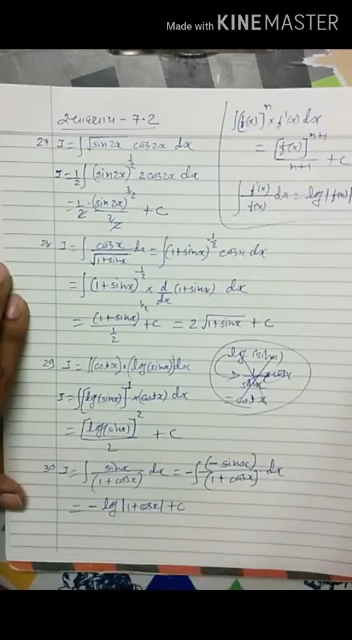 Made with KINEMASTER
સ્વાધ્યાય - 7.2
∫[f(x)]^n × f'(x) dx
= [f(x)]^(n+1) / (n+1) + c
∫ f'(x)/f(x) dx = log|f(x)|
27 I = ∫ √sin2x cos2x dx
I = 1/2 ∫ (sin2x)^(1/2) 2cos2x dx
= 1/2 · (sin2x)^(3/2) / (3/2) + c
28 I = ∫ cosx/√(1+sinx) dx = ∫ (1+sinx)^(-1/2) cosx dx
= ∫ (1+sinx)^(-1/2) × d/dx (1+sinx) dx
= (1+sinx)^(1/2) / (1/2) + c = 2√(1+sinx) + c
29 I = ∫(cotx)·(log(sinx)) dx
log(sinx)
I = ∫[log(sinx)]^1 × (cotx) dx
= cotx
= [log(sinx)]^2 / 2 + c
30 I = ∫ sinx/(1+cosx) dx = -∫ (-sinx)/(1+cosx) dx
= - log|1+cosx| + c